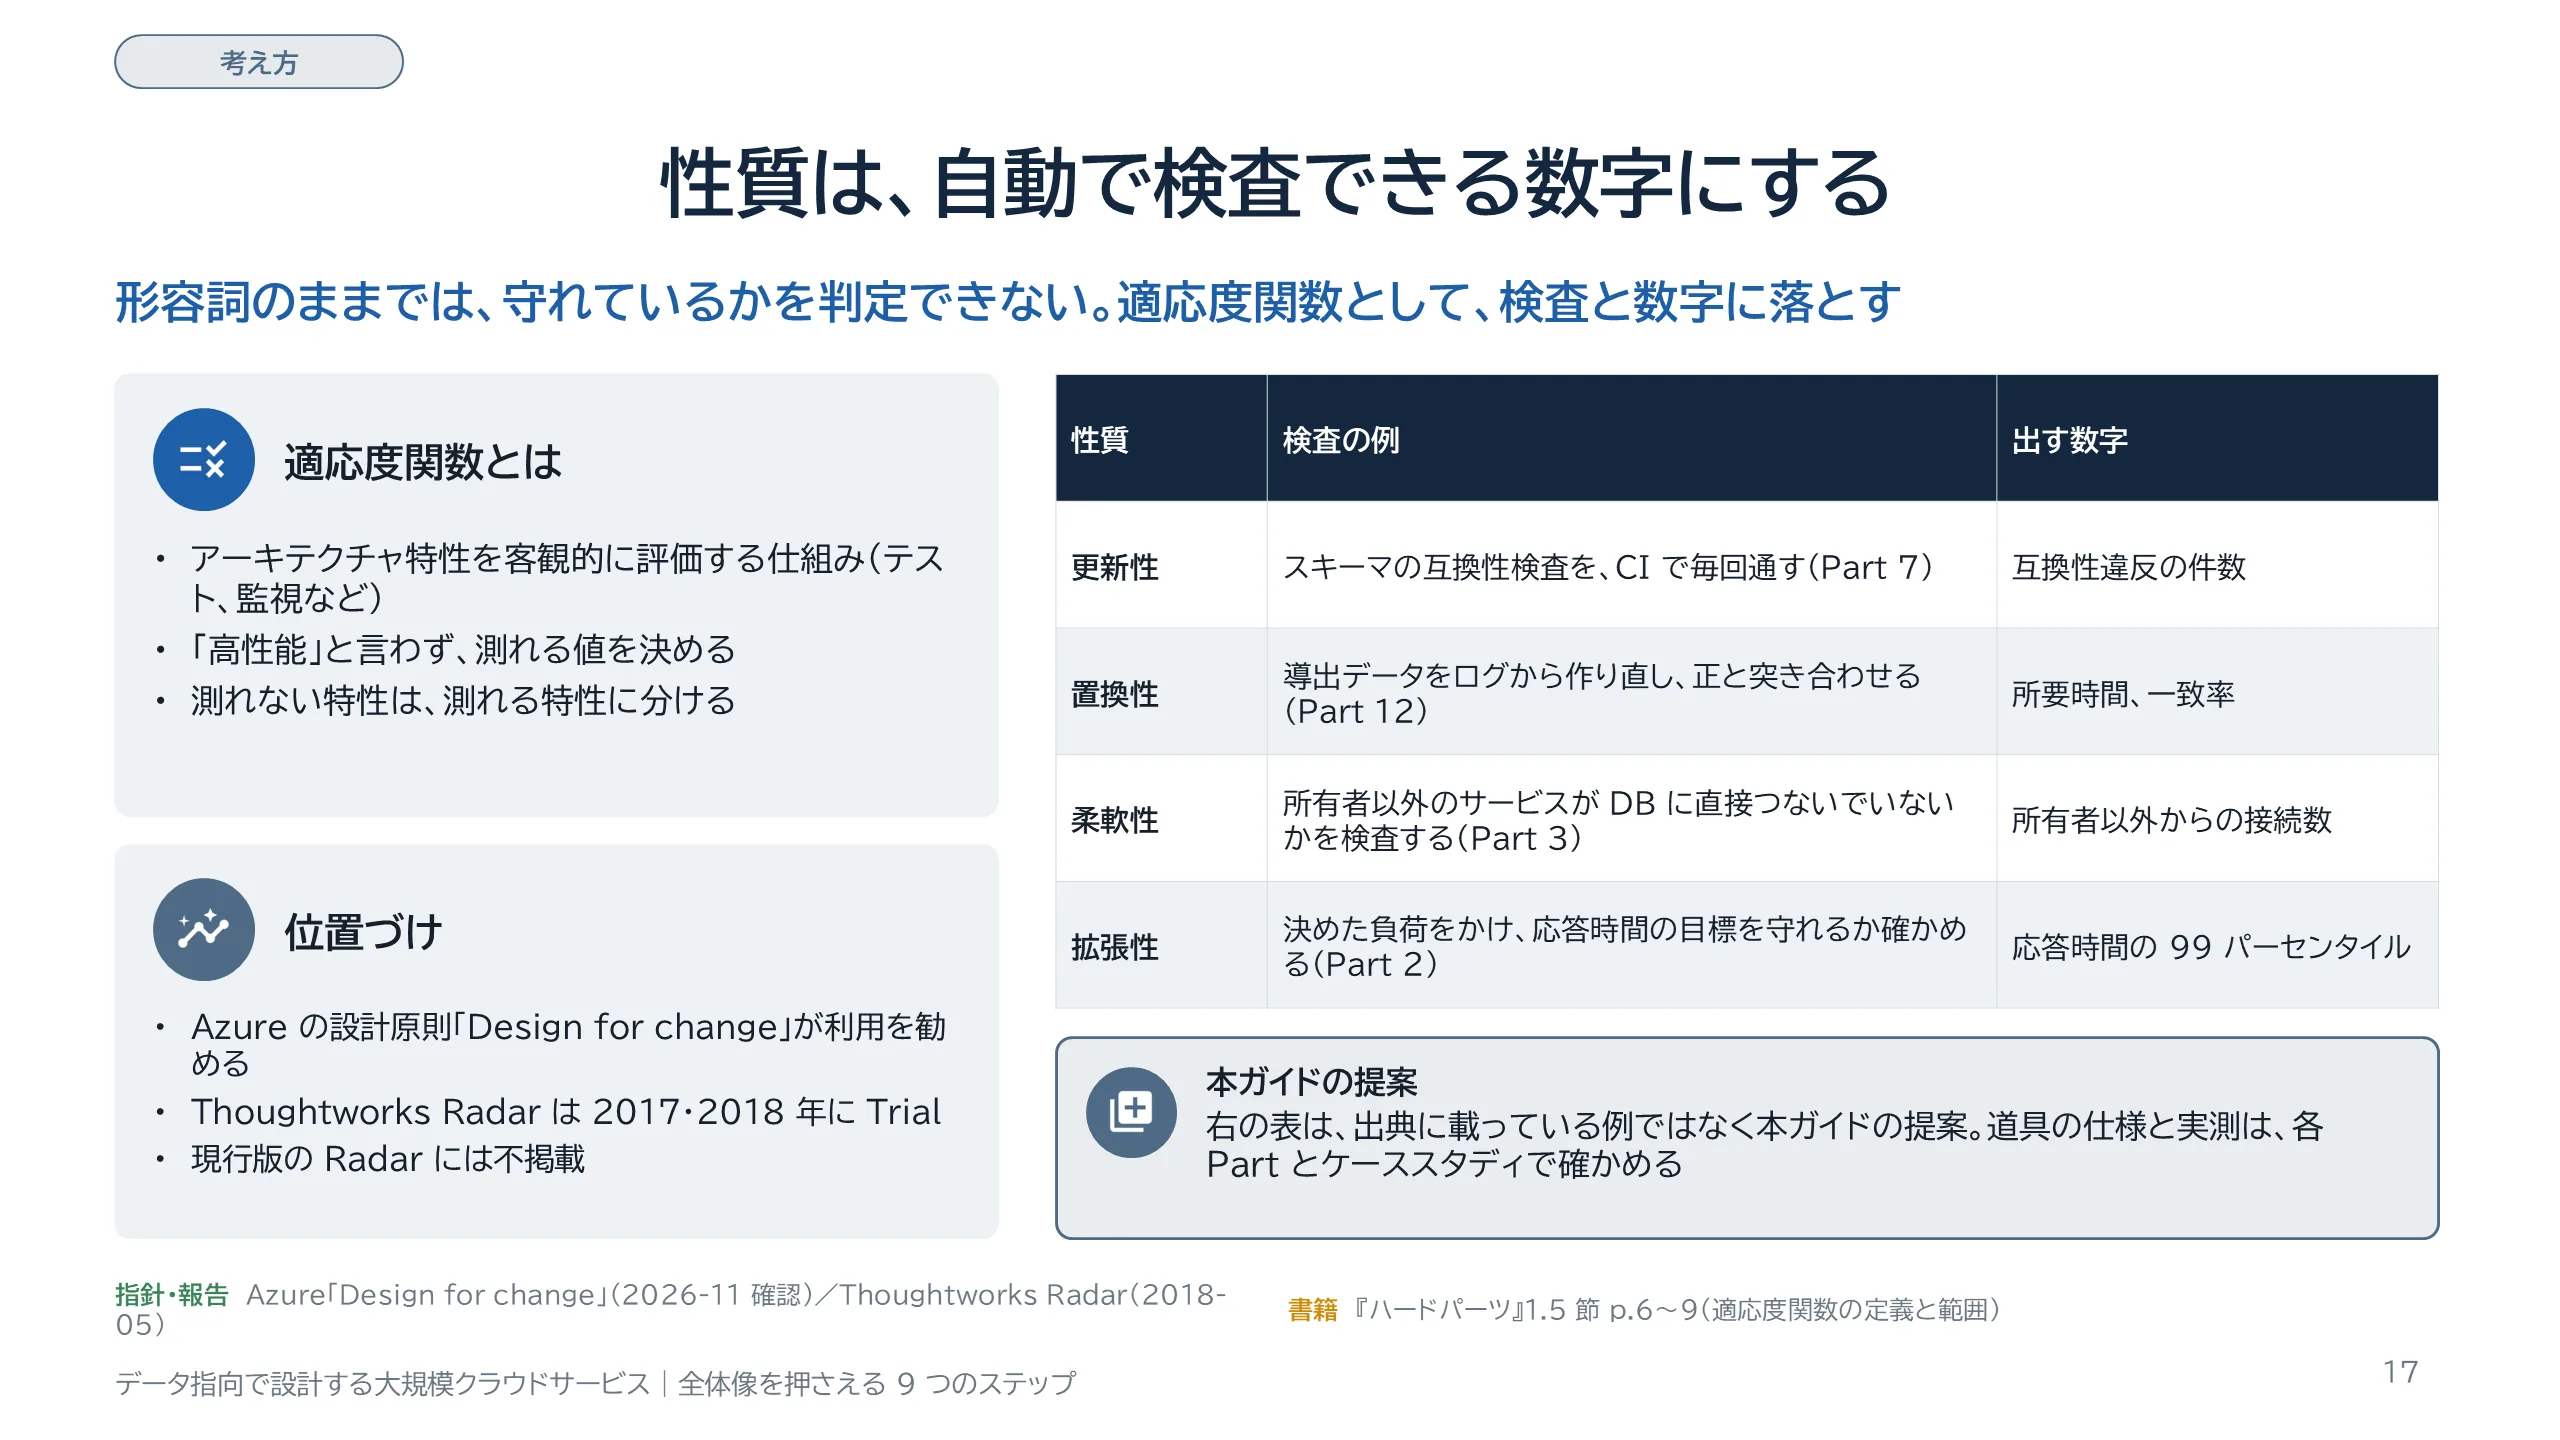 考え方
性質は、自動で検査できる数字にする
形容詞のままでは、守れているかを判定できない。適応度関数として、検査と数字に落とす
適応度関数とは
・ アーキテクチャ特性を客観的に評価する仕組み（テス
ト、監視など）
・ 「高性能」と言わず、測れる値を決める
・ 測れない特性は、測れる特性に分ける
位置づけ
・ Azure の設計原則「Design for change」が利用を勧
める
・ Thoughtworks Radar は 2017・2018 年に Trial
・ 現行版の Radar には不掲載
性質 検査の例 出す数字
更新性 スキーマの互換性検査を、CI で毎回通す（Part 7） 互換性違反の件数
置換性 導出データをログから作り直し、正と突き合わせる
（Part 12） 所要時間、一致率
柔軟性 所有者以外のサービスが DB に直接つないでいない
かを検査する（Part 3） 所有者以外からの接続数
拡張性 決めた負荷をかけ、応答時間の目標を守れるか確かめ
る（Part 2） 応答時間の 99 パーセンタイル
本ガイドの提案
右の表は、出典に載っている例ではなく本ガイドの提案。道具の仕様と実測は、各
Part とケーススタディで確かめる
指針・報告 Azure「Design for change」（2026-11 確認）／Thoughtworks Radar（2018-
05）
書籍 『ハードパーツ』1.5 節 p.6～9（適応度関数の定義と範囲）
データ指向で設計する大規模クラウドサービス｜全体像を押さえる 9 つのステップ
17